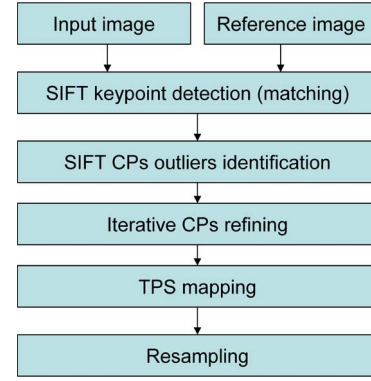 Input image
Reference image
SIFT keypoint detection (matching)
SIFT CPs outliers identification
Iterative CPs refining
TPS mapping
Resampling